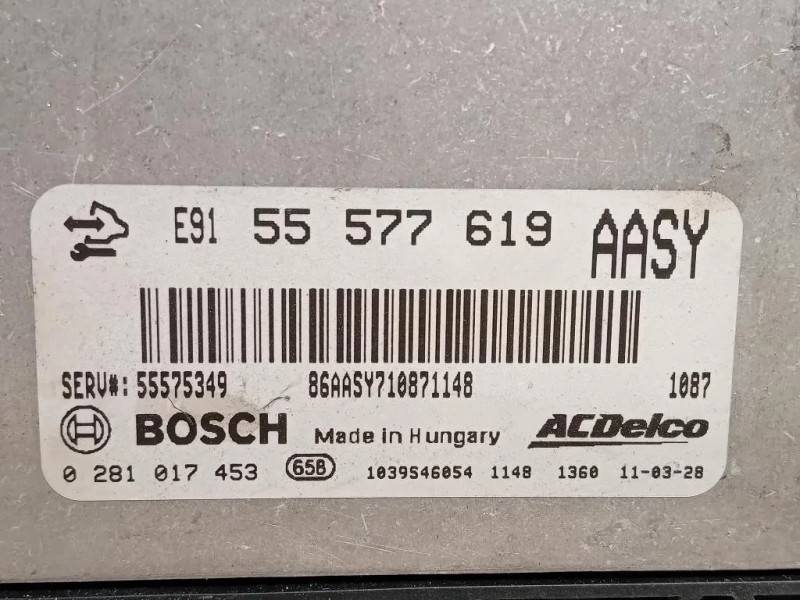 E91 55 577 619 AASY
SERV#: 55575349 86AASY710871148 1087
BOSCH Made in Hungary ACDelco
0 281 017 453 65B 1039S46054 1148 1360 11-03-28